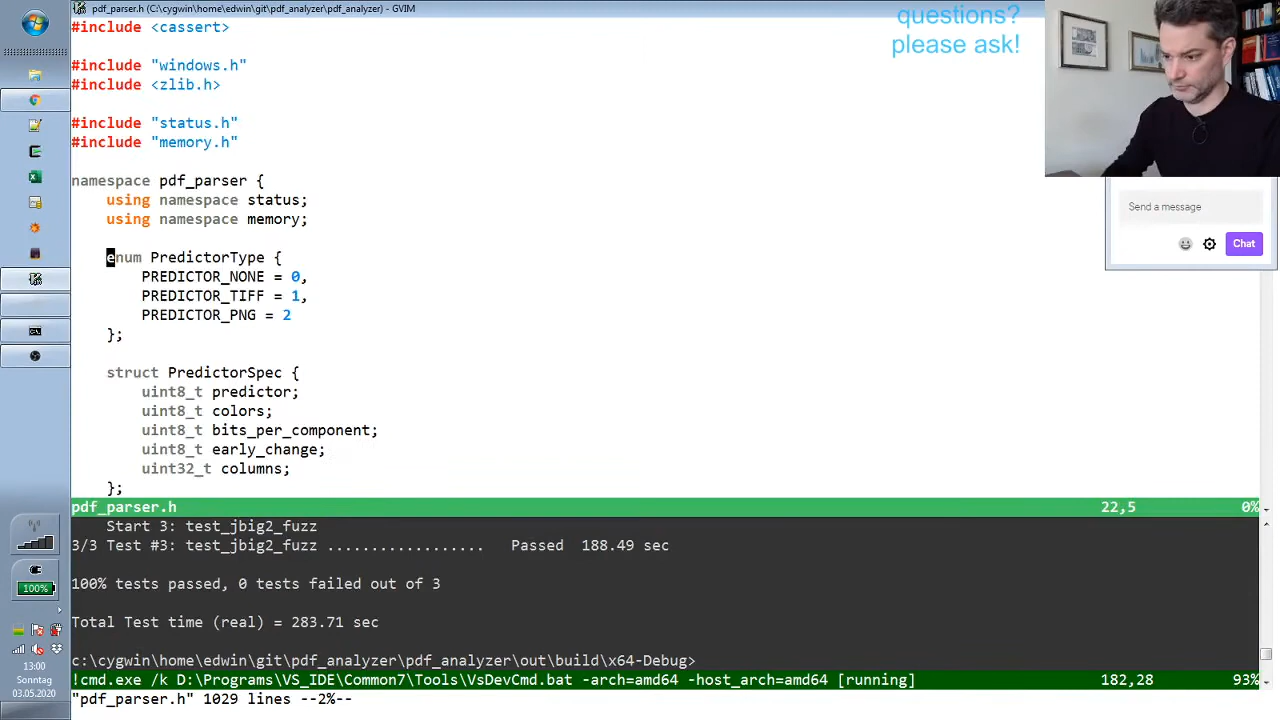 pdf_parser.h (C:\cygwin\home\edwin\git\pdf_analyzer\pdf_analyzer) - GVIM
#include <cassert>
#include "windows.h"
#include <zlib.h>
#include "status.h"
#include "memory.h"
namespace pdf_parser {
using namespace status;
using namespace memory;
enum PredictorType {
PREDICTOR_NONE = 0,
PREDICTOR_TIFF = 1,
PREDICTOR_PNG = 2
};
struct PredictorSpec {
uint8_t predictor;
uint8_t colors;
uint8_t bits_per_component;
uint8_t early_change;
uint32_t columns;
};
pdf_parser.h 22,5 0%
Start 3: test_jbig2_fuzz
3/3 Test #3: test_jbig2_fuzz .................. Passed 188.49 sec
100% tests passed, 0 tests failed out of 3
Total Test time (real) = 283.71 sec
c:\cygwin\home\edwin\git\pdf_analyzer\pdf_analyzer\out\build\x64-Debug>
!cmd.exe /k D:\Programs\VS_IDE\Common7\Tools\VsDevCmd.bat -arch=amd64 -host_arch=amd64 [running] 182,28 93%
"pdf_parser.h" 1029 lines --2%--
questions?
please ask!
Send a message
Chat
100%
13:00
Sonntag
03.05.2020